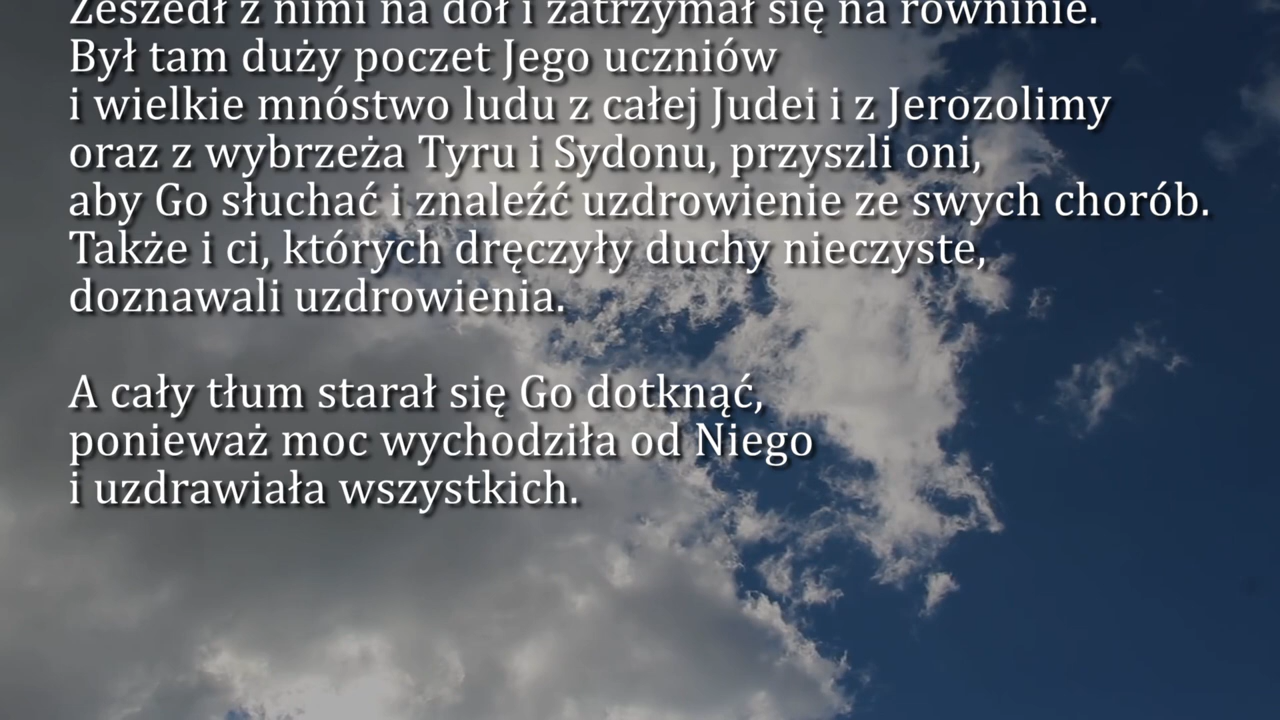 Zeszedł z nimi na dół i zatrzymał się na równinie.
Był tam duży poczet Jego uczniów
i wielkie mnóstwo ludu z całej Judei i z Jerozolimy
oraz z wybrzeża Tyru i Sydonu, przyszli oni,
aby Go słuchać i znaleźć uzdrowienie ze swych chorób.
Także i ci, których dręczyły duchy nieczyste,
doznawali uzdrowienia.
A cały tłum starał się Go dotknąć,
ponieważ moc wychodziła od Niego
i uzdrawiała wszystkich.